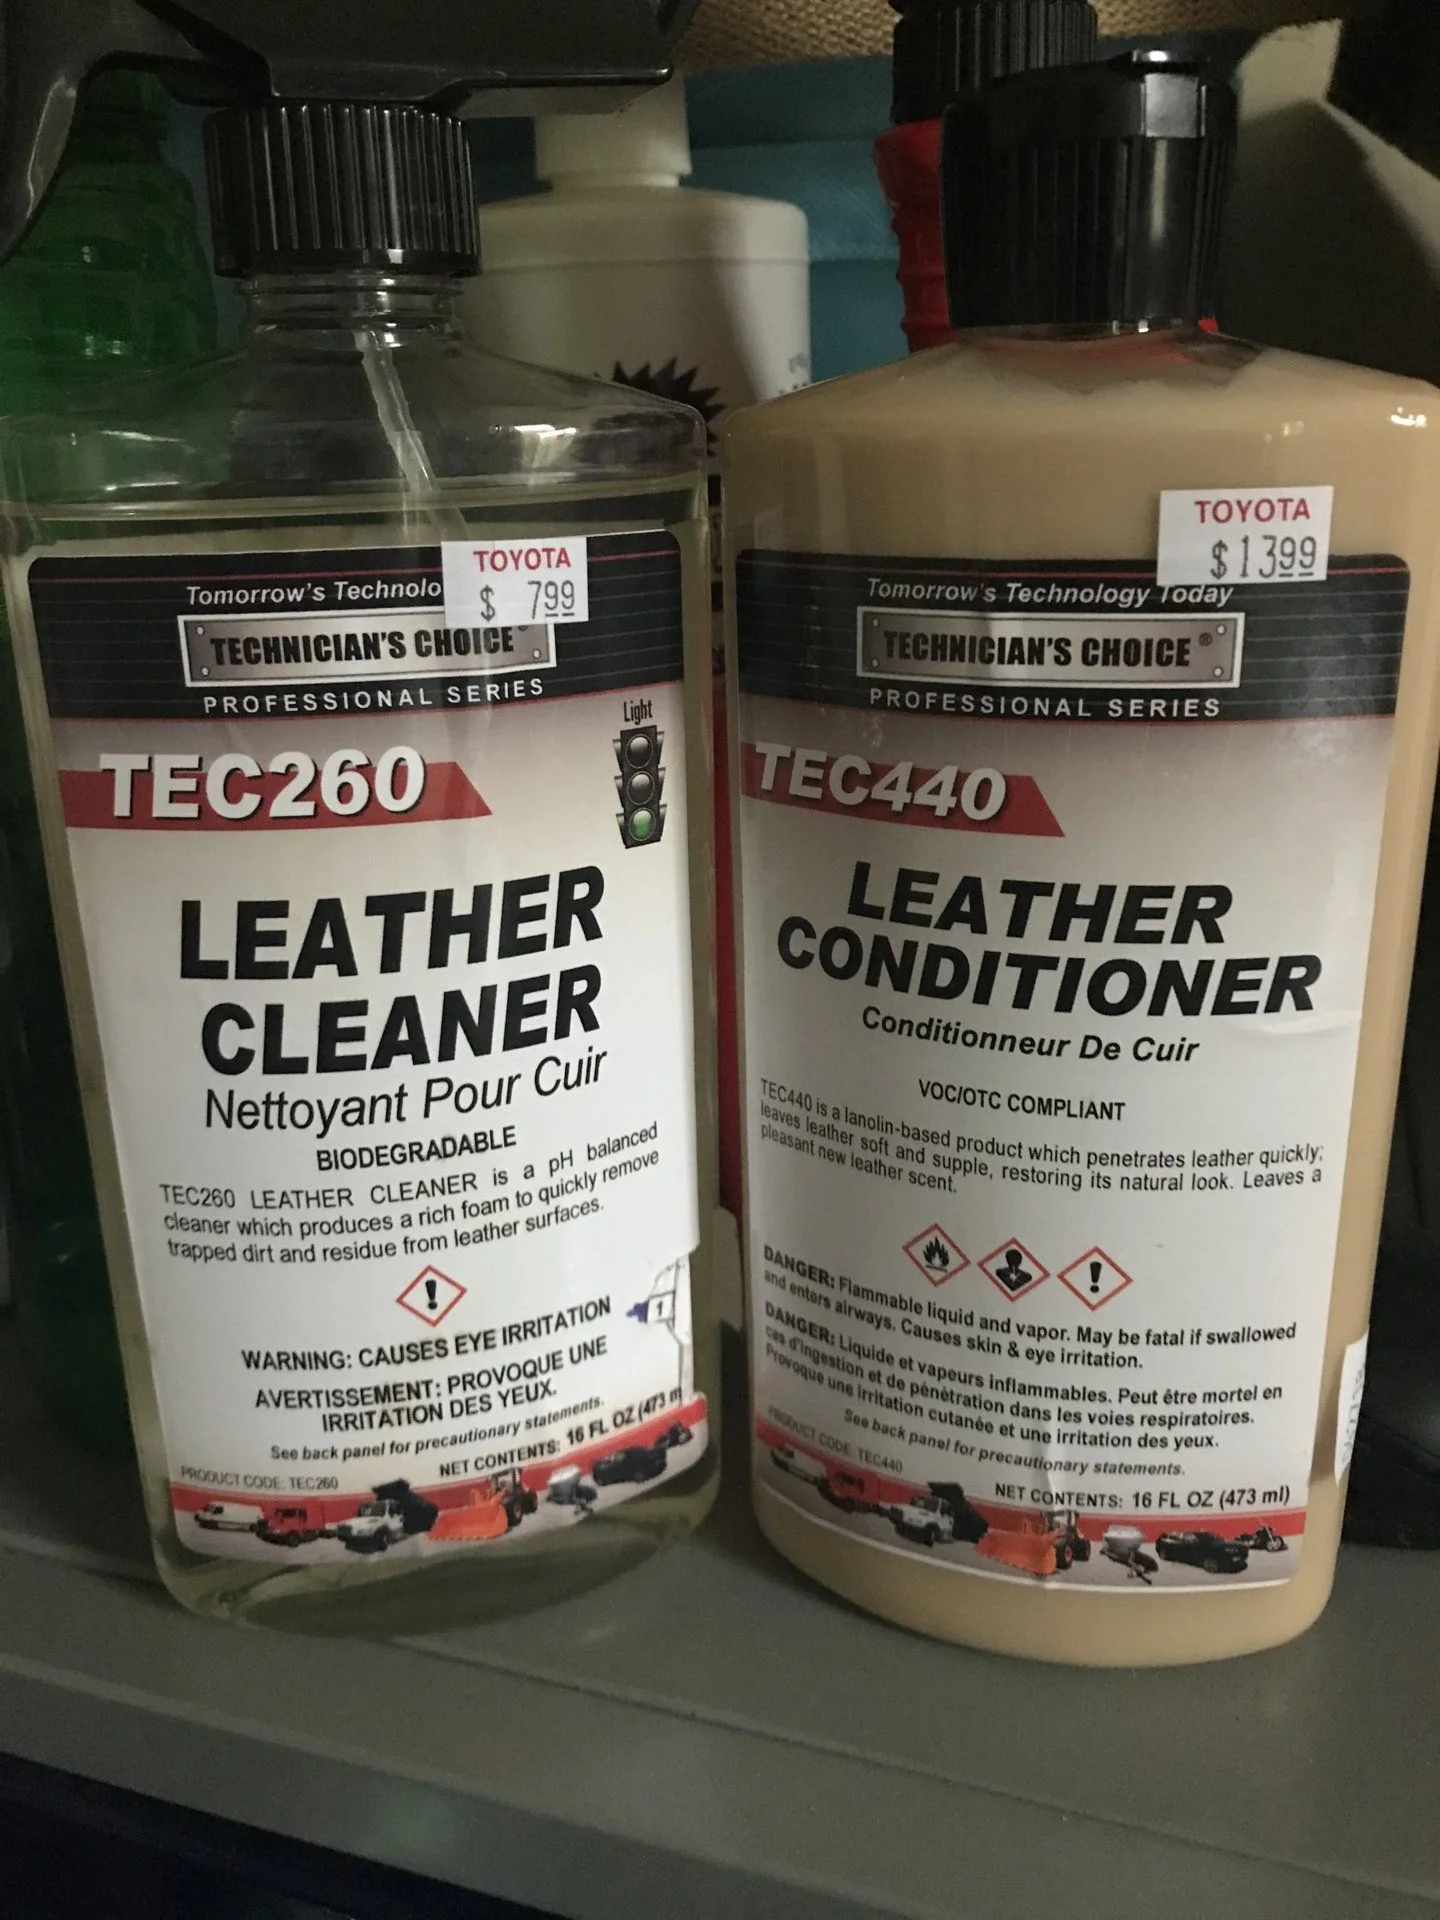 TOYOTA
$ 7.99
Tomorrow's Technolo
TECHNICIAN'S CHOICE®
PROFESSIONAL SERIES
Light
TEC260
LEATHER
CLEANER
Nettoyant Pour Cuir
BIODEGRADABLE
TEC260 LEATHER CLEANER is a pH balanced
cleaner which produces a rich foam to quickly remove
trapped dirt and residue from leather surfaces.
1
WARNING: CAUSES EYE IRRITATION
AVERTISSEMENT: PROVOQUE UNE
IRRITATION DES YEUX.
See back panel for precautionary statements.
NET CONTENTS: 16 FL OZ (473 m
PRODUCT CODE: TEC260
TOYOTA
$ 13.99
Tomorrow's Technology Today
TECHNICIAN'S CHOICE®
PROFESSIONAL SERIES
TEC440
LEATHER
CONDITIONER
Conditionneur De Cuir
VOC/OTC COMPLIANT
TEC440 is a lanolin-based product which penetrates leather quickly;
leaves leather soft and supple, restoring its natural look. Leaves a
pleasant new leather scent.
DANGER: Flammable liquid and vapor. May be fatal if swallowed
and enters airways. Causes skin & eye irritation.
DANGER: Liquide et vapeurs inflammables. Peut être mortel en
cas d'ingestion et de pénétration dans les voies respiratoires.
Provoque une irritation cutanée et une irritation des yeux.
See back panel for precautionary statements.
PRODUCT CODE: TEC440
NET CONTENTS: 16 FL OZ (473 ml)